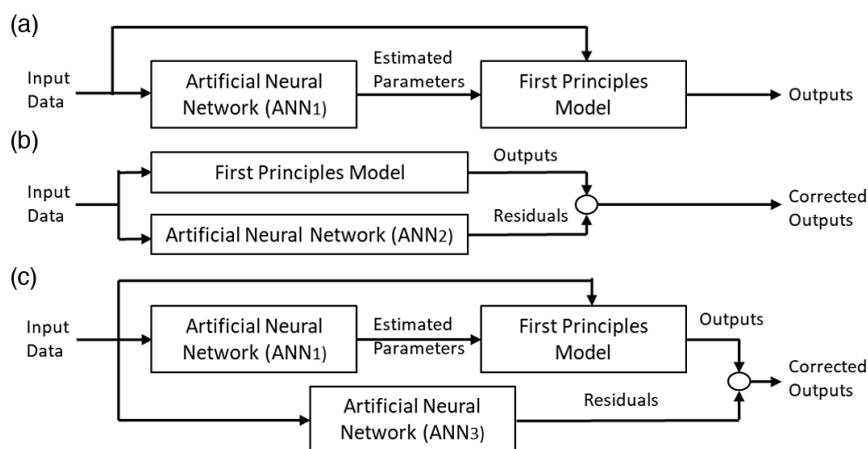 (a)
Input
Data
Artificial Neural
Network (ANN1)
Estimated
Parameters
First Principles
Model
Outputs
(b)
Input
Data
First Principles Model
Outputs
Artificial Neural Network (ANN2)
Residuals
Corrected
Outputs
(c)
Input
Data
Artificial Neural
Network (ANN1)
Estimated
Parameters
First Principles
Model
Outputs
Artificial Neural
Network (ANN3)
Residuals
Corrected
Outputs